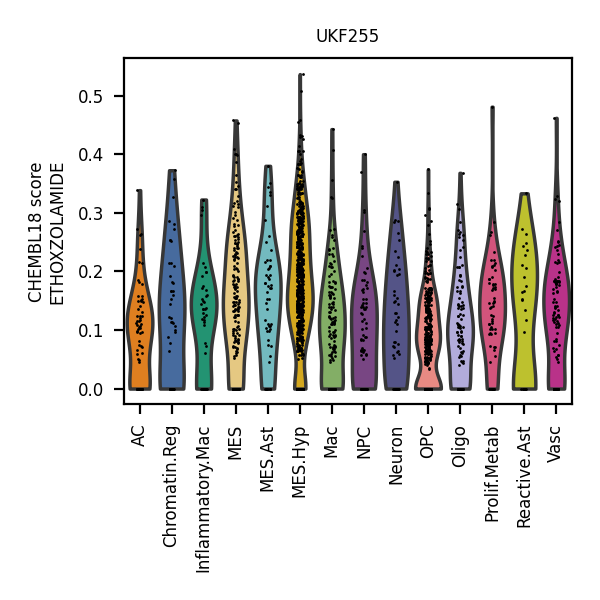 UKF255
CHEMBL18 score
ETHOXZOLAMIDE
0.5
0.4
0.3
0.2
0.1
0.0
AC
Chromatin.Reg
Inflammatory.Mac
MES
MES.Ast
MES.Hyp
Mac
NPC
Neuron
OPC
Oligo
Prolif.Metab
Reactive.Ast
Vasc